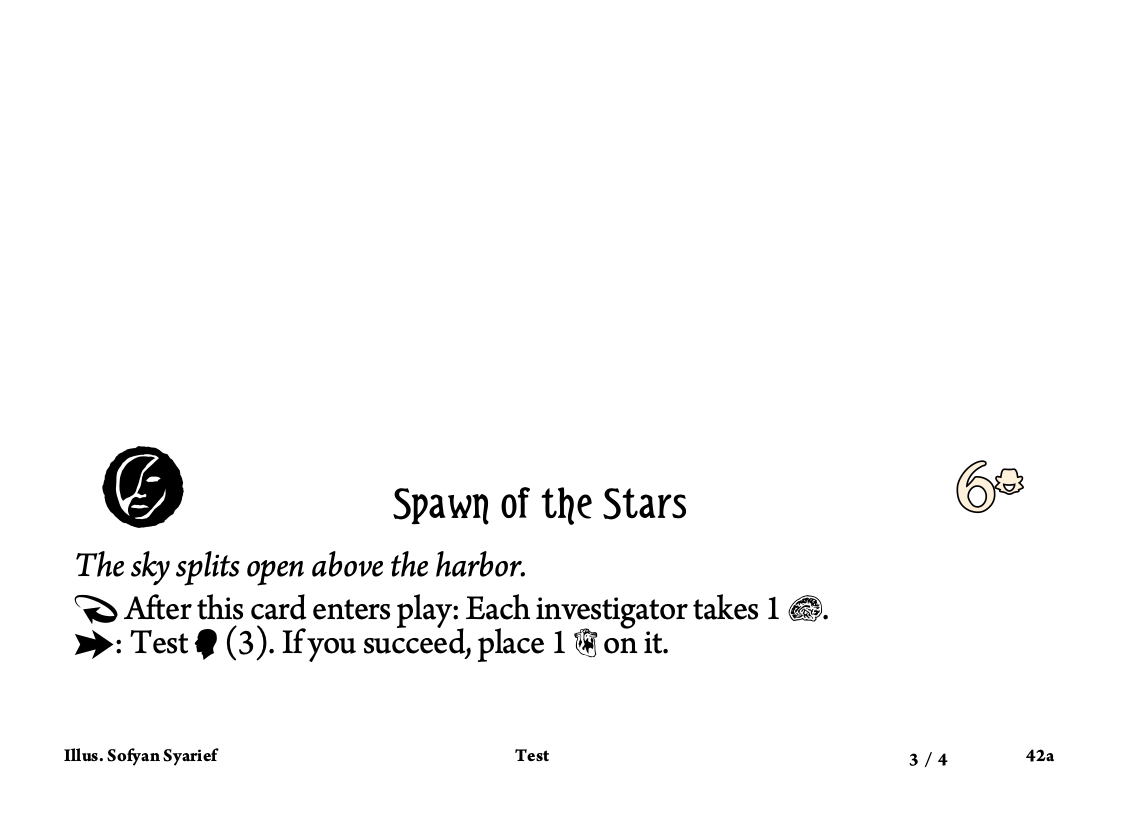 6
Spawn of the Stars
The sky splits open above the harbor.
After this card enters play: Each investigator takes 1 .
: Test (3). If you succeed, place 1 on it.
Illus. Sofyan Syarief
Test
3 / 4
42a